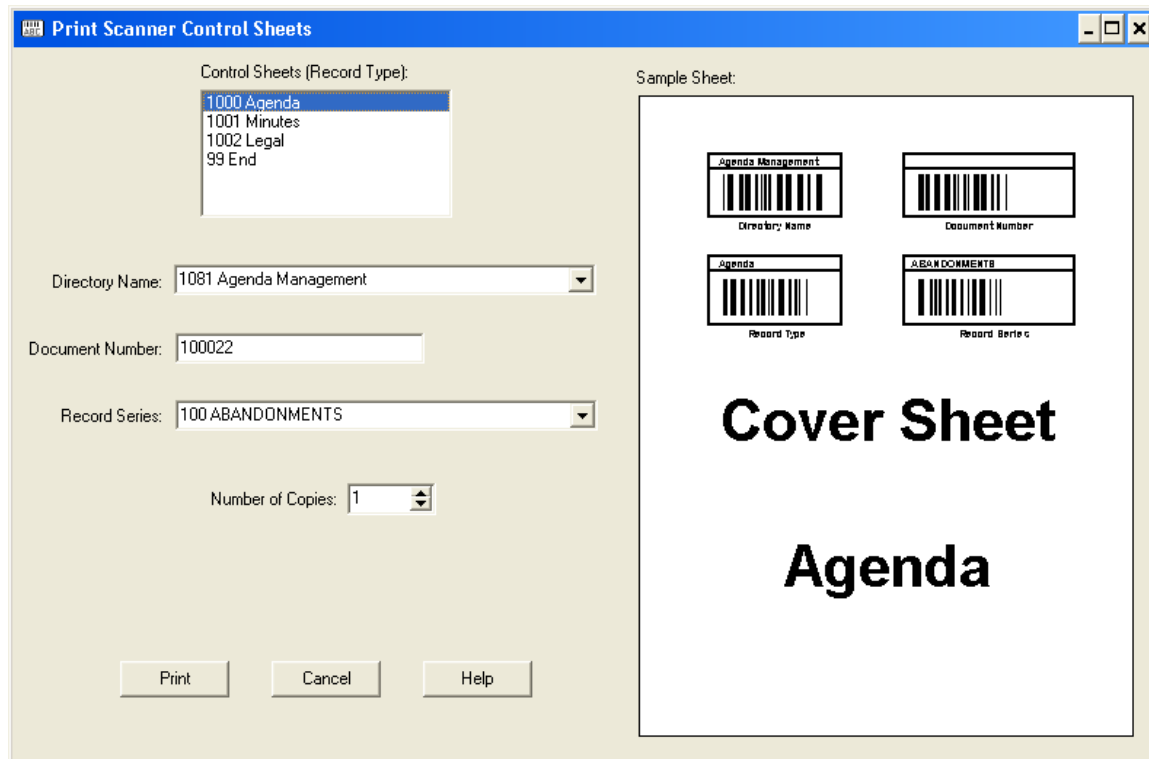 Print Scanner Control Sheets
Control Sheets (Record Type):
1000 Agenda
1001 Minutes
1002 Legal
99 End
Directory Name: 1081 Agenda Management
Document Number: 100022
Record Series: 100 ABANDONMENTS
Number of Copies: 1
Print Cancel Help
Sample Sheet:
Agenda Management
Directory Name Document Number
Agenda ABANDONMENTS
Record Type Record Series
Cover Sheet
Agenda